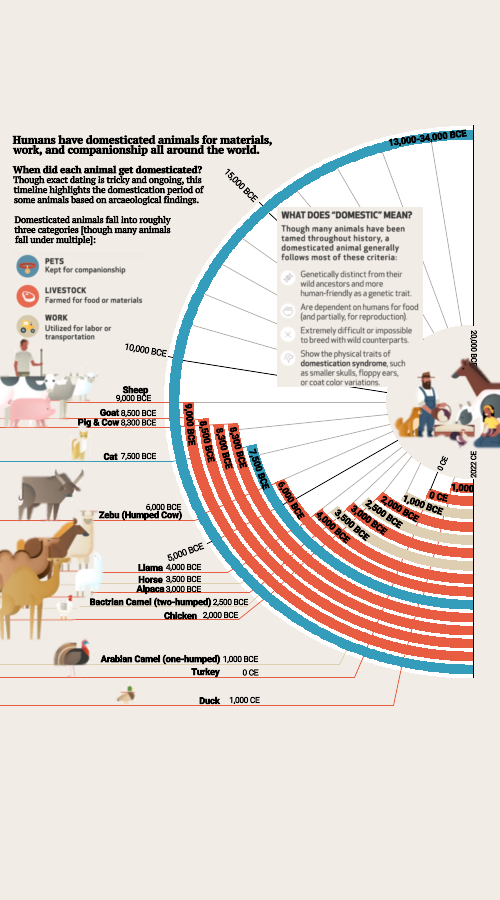 Humans have domesticated animals for materials,
work, and companionship all around the world.
When did each animal get domesticated?
Though exact dating is tricky and ongoing, this
timeline highlights the domestication period of
some animals based on arcaeological findings.
Domesticated animals fall into roughly
three categories [though many animals
fall under multiple]:
PETS
Kept for companionship
LIVESTOCK
Farmed for food or materials
WORK
Utilized for labor or
transportation
13,000-34,000 BCE
15,000 BCE
WHAT DOES “DOMESTIC” MEAN?
Though many animals have been
tamed throughout history, a
domesticated animal generally
follows most of these criteria:
Genetically distinct from their
wild ancestors and more
human-friendly as a genetic trait.
Are dependent on humans for food
(and partially, for reproduction).
Extremely difficult or impossible
to breed with wild counterparts.
Show the physical traits of
domestication syndrome, such
as smaller skulls, floppy ears,
or coat color variations.
20,000 BCE
10,000 BCE
Sheep
9,000 BCE
Goat 8,500 BCE
Pig & Cow 8,300 BCE
Cat 7,500 BCE
6,000 BCE
Zebu (Humped Cow)
5,000 BCE
Llama 4,000 BCE
Horse 3,500 BCE
Alpaca 3,000 BCE
Bactrian Camel (two-humped) 2,500 BCE
Chicken 2,000 BCE
Arabian Camel (one-humped) 1,000 BCE
Turkey 0 CE
Duck 1,000 CE
9,000 BCE
8,500 BCE
8,300 BCE
8,300 BCE
7,500 BCE
6,000 BCE
4,000 BCE
3,500 BCE
3,000 BCE
2,500 BCE
2,000 BCE
1,000 BCE
0 CE
1,000
0 CE
2022 CE